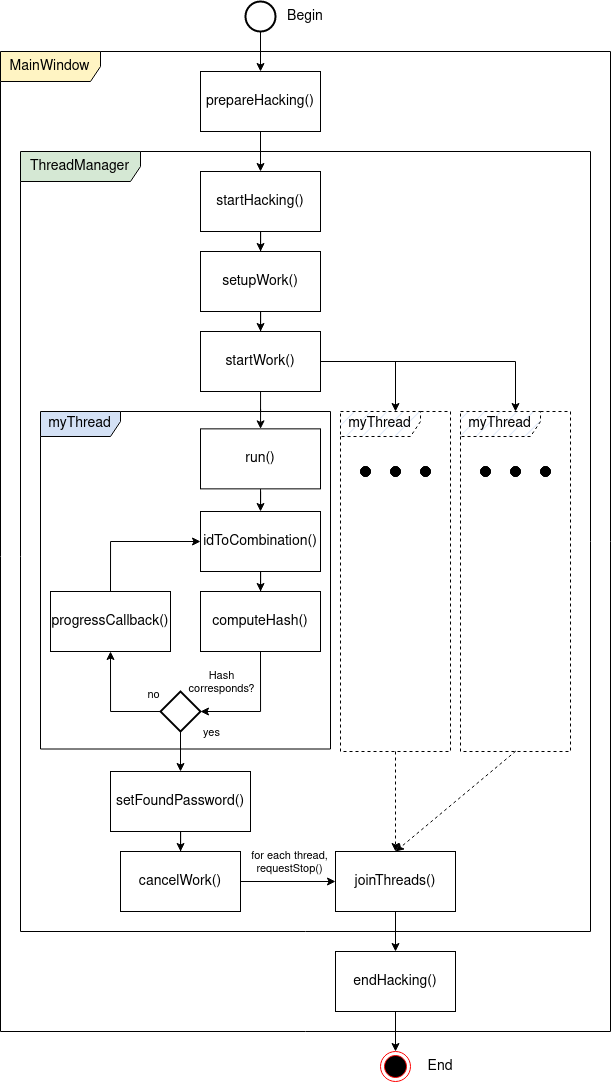 Begin
MainWindow
prepareHacking()
ThreadManager
startHacking()
setupWork()
startWork()
myThread
myThread
myThread
run()
idToCombination()
progressCallback()
computeHash()
Hash
corresponds?
no
yes
setFoundPassword()
for each thread,
requestStop()
cancelWork()
joinThreads()
endHacking()
End